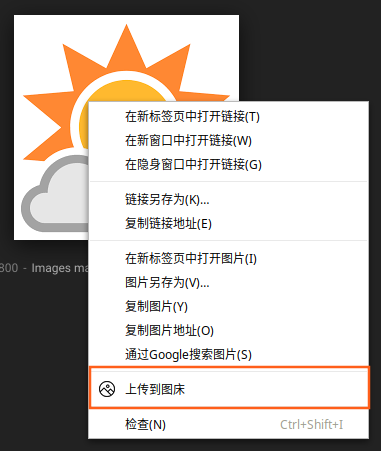 在新标签页中打开链接(T)
在新窗口中打开链接(W)
在隐身窗口中打开链接(G)
链接另存为(K)...
复制链接地址(E)
800 - Images ma
在新标签页中打开图片(I)
图片另存为(V)...
复制图片(Y)
复制图片地址(O)
通过Google搜索图片(S)
上传到图床
检查(N) Ctrl+Shift+I